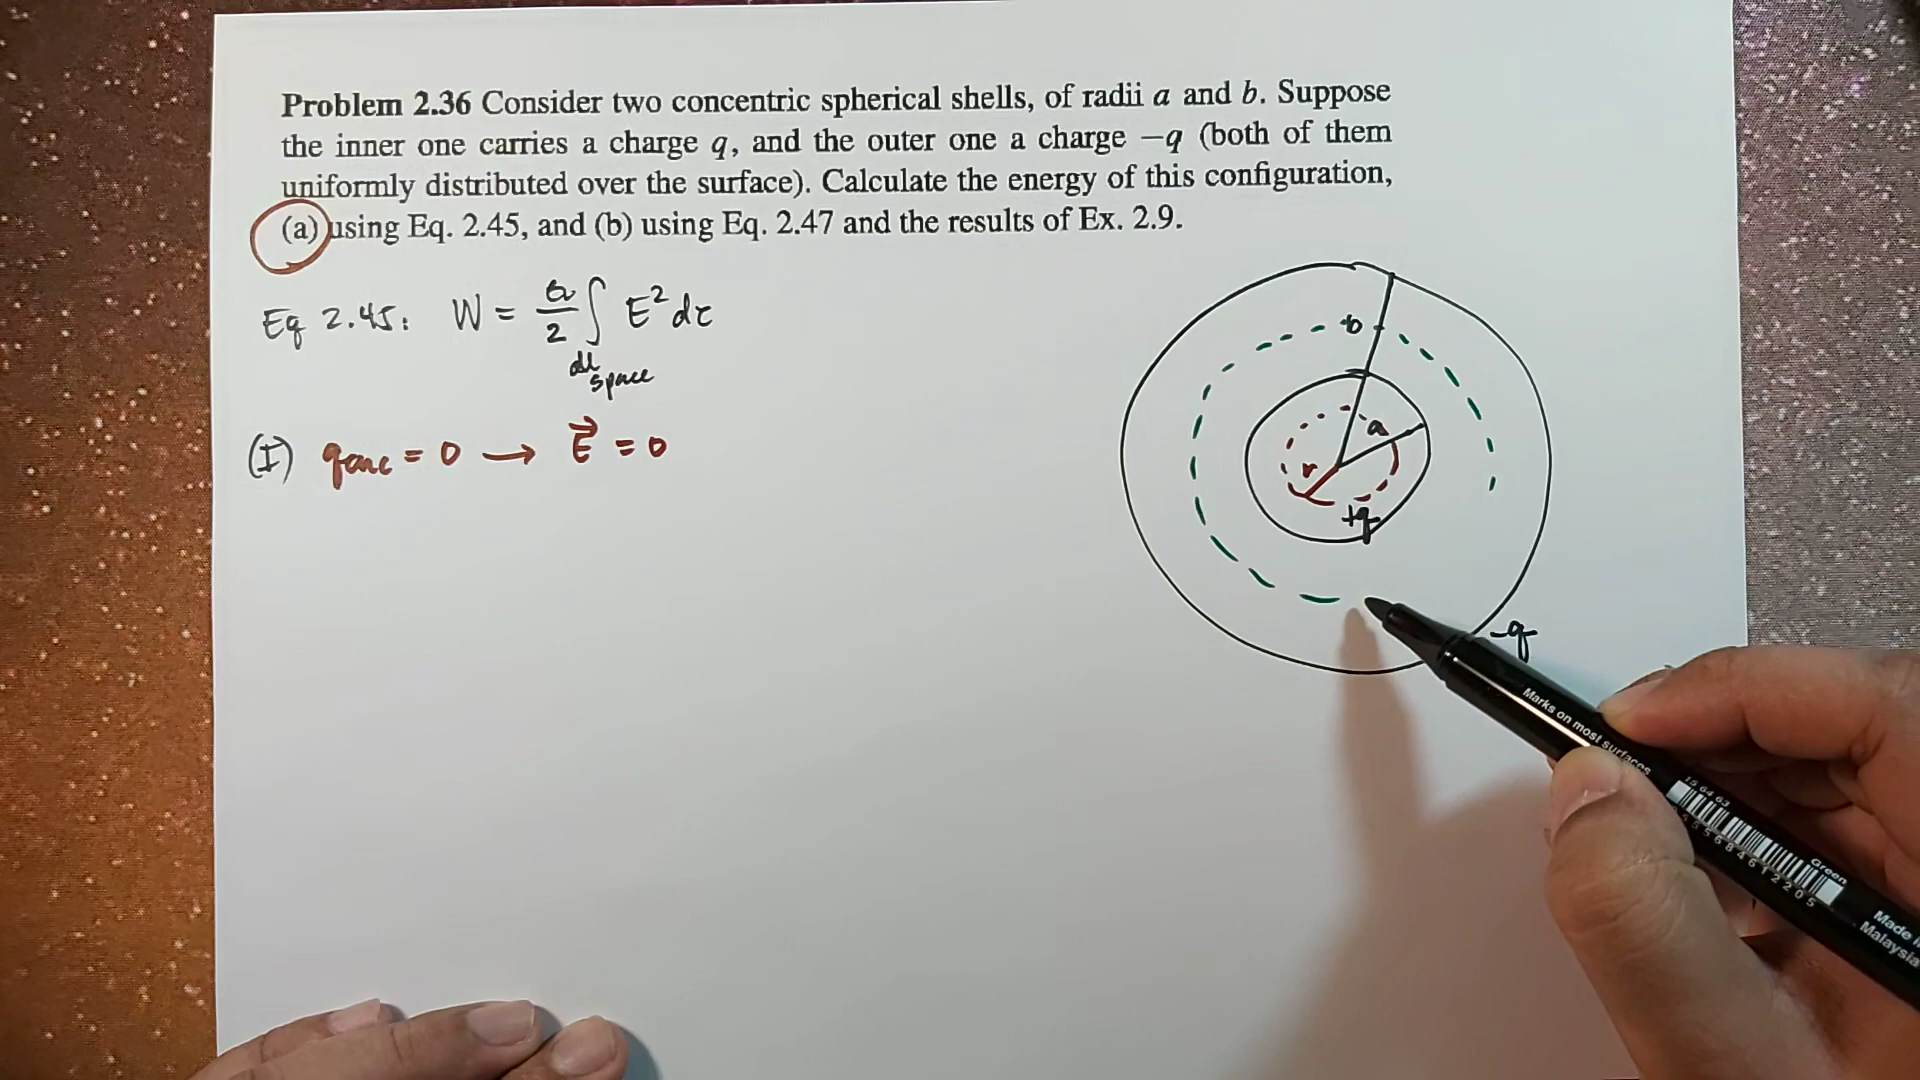 Problem 2.36 Consider two concentric spherical shells, of radii a and b. Suppose
the inner one carries a charge q, and the outer one a charge −q (both of them
uniformly distributed over the surface). Calculate the energy of this configuration,
(a) using Eq. 2.45, and (b) using Eq. 2.47 and the results of Ex. 2.9.
Eq 2.45: W = ε₀/2 ∫ E² dτ
all space
(I) qenc = 0 → E⃗ = 0
b
a
r
+q
-q
Marks on most surfaces
Green
Made
Malaysia